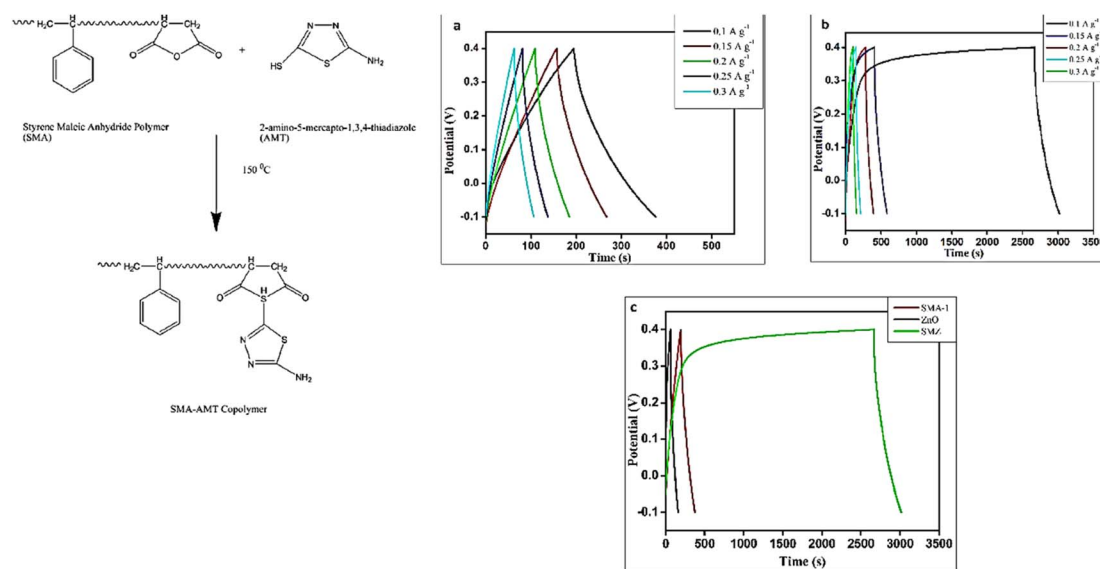 H₂C
H
C
H
C
CH₂
O
O
O
+
N
N
HS
S
NH₂
Styrene Maleic Anhydride Polymer
(SMA)
2-amino-5-mercapto-1,3,4-thiadiazole
(AMT)
150 ⁰C
H₂C
H
C
H
C
CH₂
O
O
H
S
S
N
N
NH₂
SMA-AMT Copolymer
a
0.1 A g⁻¹
0.15 A g⁻¹
0.2 A g⁻¹
0.25 A g⁻¹
0.3 A g⁻¹
Potential (V)
0.4
0.3
0.2
0.1
0.0
-0.1
0
100
200
300
400
500
Time (s)
b
0.1 A g⁻¹
0.15 A g⁻¹
0.2 A g⁻¹
0.25 A g⁻¹
0.3 A g⁻¹
Potential (V)
0.4
0.3
0.2
0.1
0.0
-0.1
0
500
1000
1500
2000
2500
3000
3500
Time (s)
c
SMA-1
ZnO
SMZ
Potential (V)
0.4
0.3
0.2
0.1
0.0
-0.1
0
500
1000
1500
2000
2500
3000
3500
Time (s)